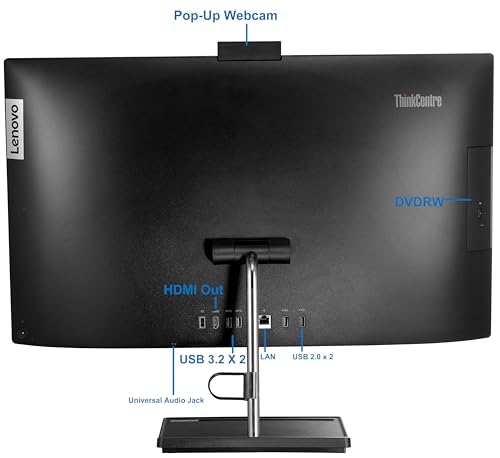 Pop-Up Webcam
Lenovo
ThinkCentre
DVDRW
HDMI Out
USB 3.2 X 2
LAN
USB 2.0 x 2
Universal Audio Jack